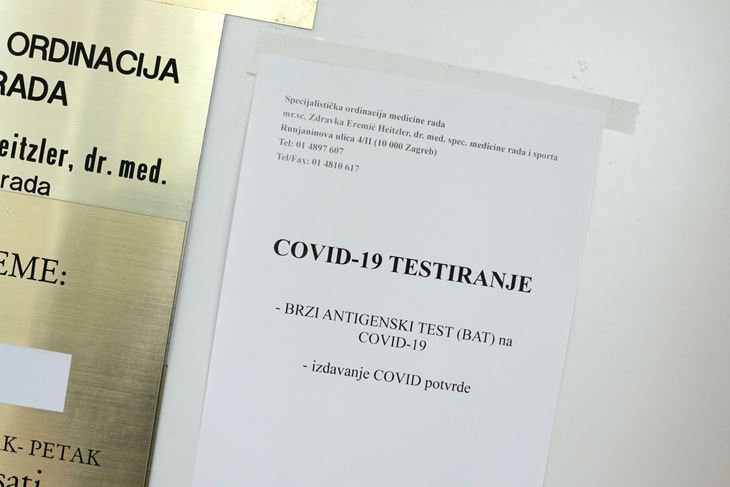 ORDINACIJA
RADA
eitzler, dr. med.
rada
EME:
K- PETAK
sati
Specijalistička ordinacija medicine rada
mr.sc. Zdravka Eremić Heitzler, dr. med. spec. medicine rada i sporta
Runjaninova ulica 4/II (10 000 Zagreb)
Tel: 01 4897 607
Tel/Fax: 01 4810 617
COVID-19 TESTIRANJE
- BRZI ANTIGENSKI TEST (BAT) na
COVID-19
- izdavanje COVID potvrde